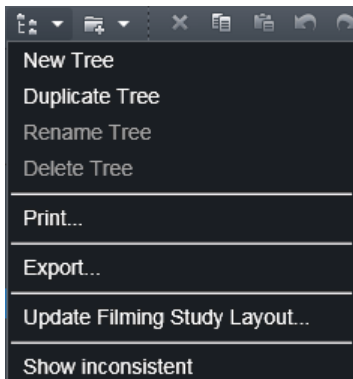 New Tree
Duplicate Tree
Rename Tree
Delete Tree
Print...
Export...
Update Filming Study Layout...
Show inconsistent